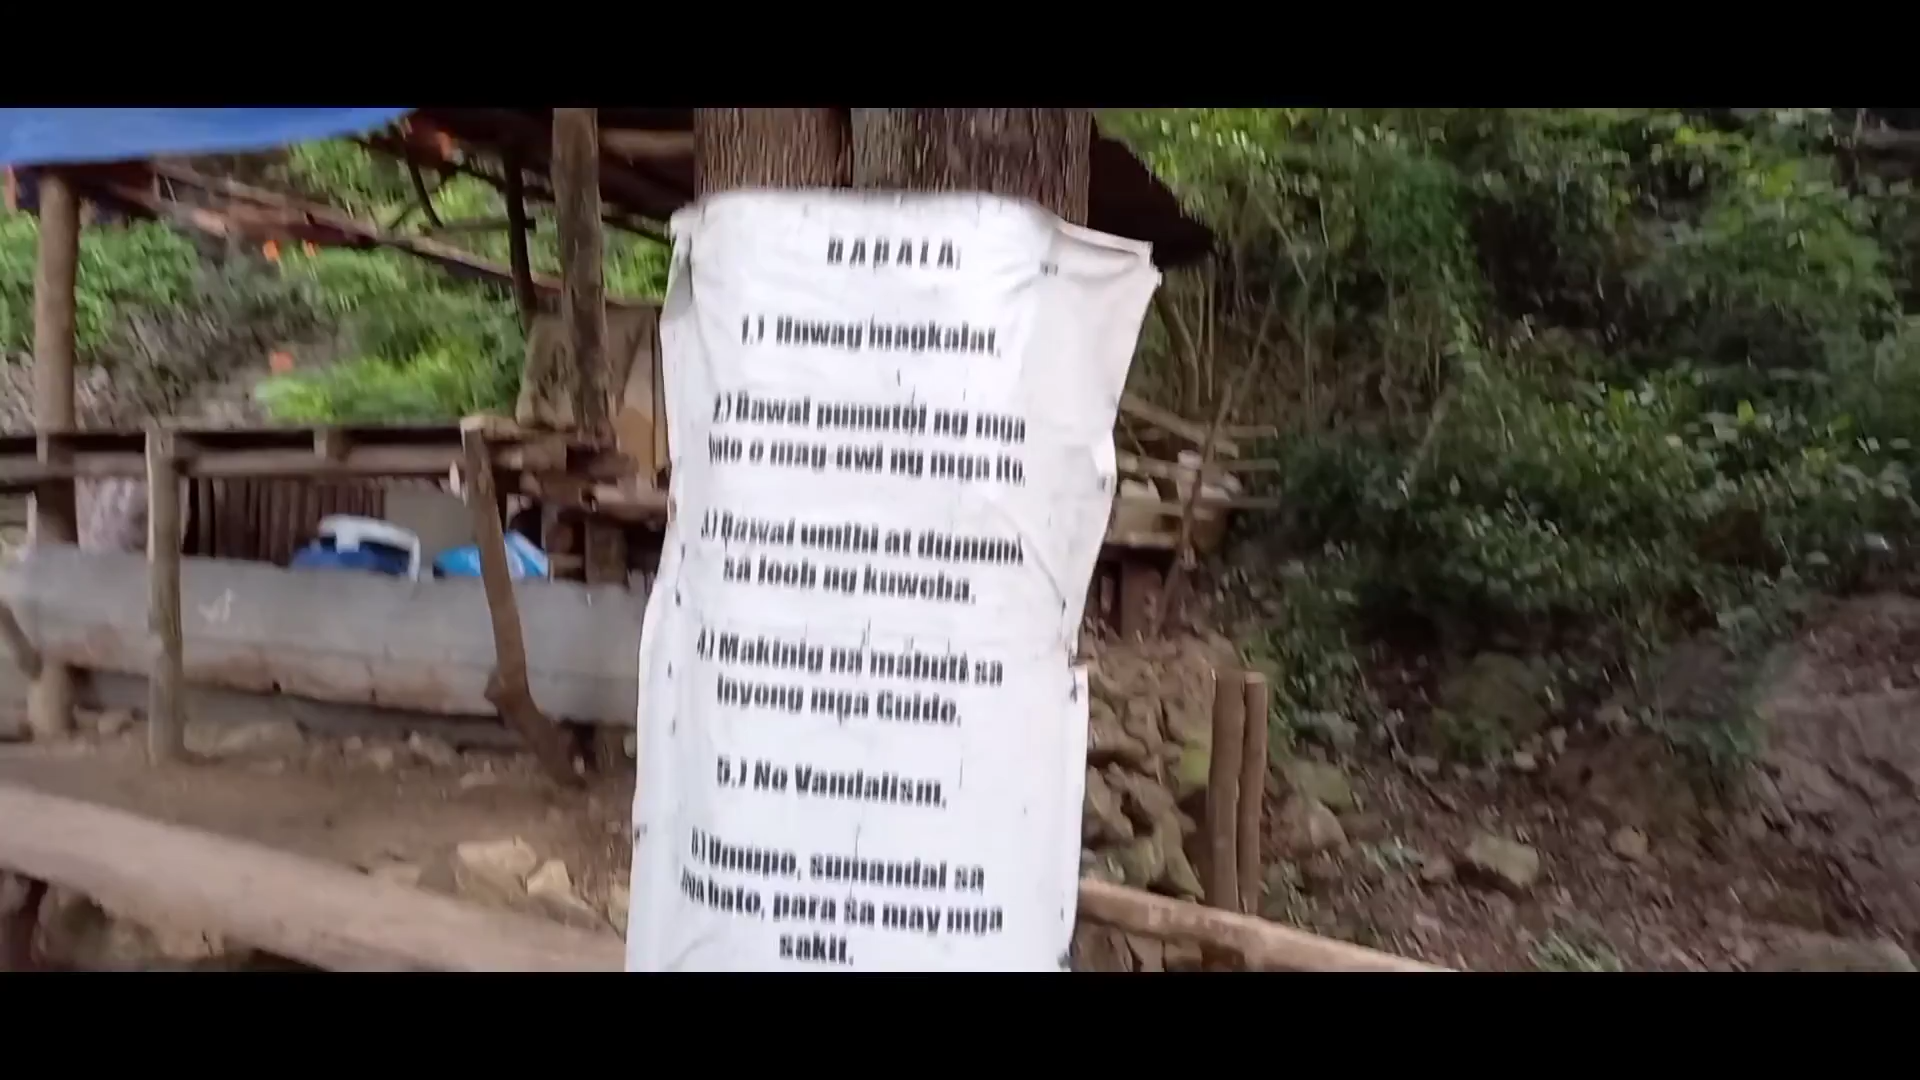 BABALA:
1.) Huwag magkalat.
2.) Bawal pumutol ng mga
bato o mag-uwi ng mga ito.
3.) Bawal umihi at dumumi
sa loob ng kuweba.
4.) Makinig na mabuti sa
inyong mga Guide.
5.) No Vandalism.
6.) Umupo, sumandal sa
mga bato, para sa may mga
sakit.